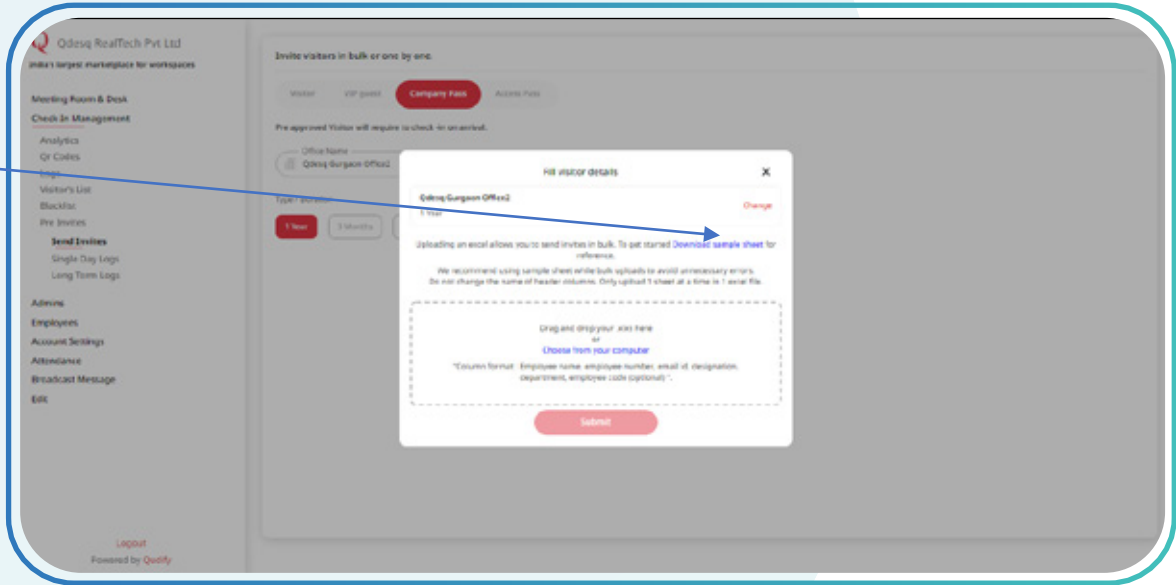 Qdesq RealTech Pvt Ltd
India's largest marketplace for workspaces
Meeting Room & Desk
Check In Management
Analytics
Qr Codes
Logs
Visitor's List
Blacklist
Pre Invites
Send Invites
Single Day Logs
Long Term Logs
Admins
Employees
Account Settings
Attendance
Broadcast Message
Edit
Logout
Powered by Qudify
Invite visitors in bulk or one by one
Visitor VIP guest Company Pass Access Pass
Pre approved Visitor will require to check -in on arrival.
Office Name
Qdesq Gurgaon Office2
Type
1 Year 3 Months
Fill visitor details X
Qdesq Gurgaon Office2
1 Year
Change
Uploading an excel allows you to send invites in bulk. To get started Download sample sheet for
reference.
We recommend using sample sheet while bulk uploads to avoid unnecessary errors.
Do not change the name of header columns. Only upload 1 sheet at a time in 1 excel file.
Drag and drop your .xlsx here
or
Choose from your computer
"Column format: Employee name, employee number, email id, designation,
department, employee code (optional) ".
Submit